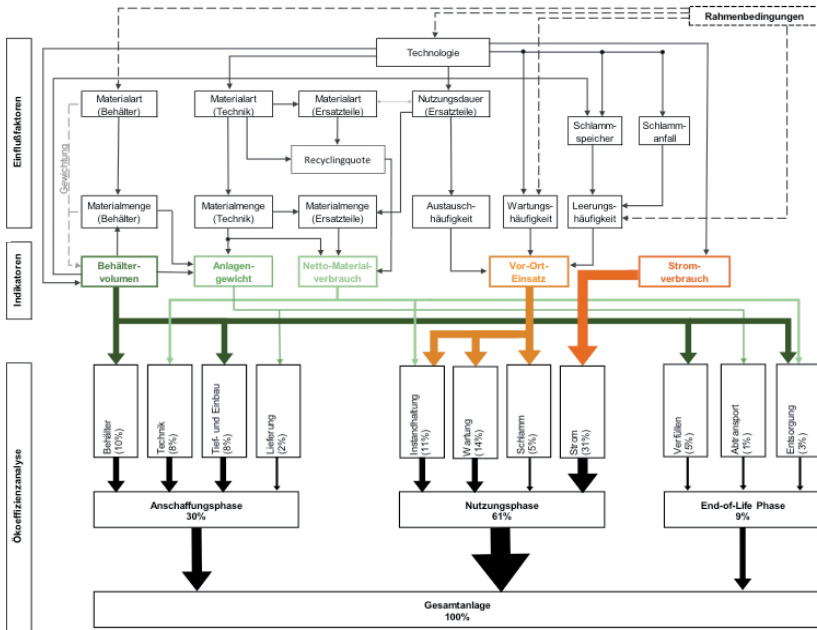 Rahmenbedingungen
Technologie
Einflußfaktoren
Materialart
(Behälter)
Materialart
(Technik)
Materialart
(Ersatzteile)
Nutzungsdauer
(Ersatzteile)
Schlamm-
speicher
Schlamm-
anfall
Gewichtung
Recyclingquote
Materialmenge
(Behälter)
Materialmenge
(Technik)
Materialmenge
(Ersatzteile)
Austausch-
häufigkeit
Wartungs-
häufigkeit
Leerungs-
häufigkeit
Indikatoren
Behälter-
volumen
Anlagen-
gewicht
Netto-Material-
verbrauch
Vor-Ort-
Einsatz
Strom-
verbrauch
Ökoeffizienzanalyse
Behälter
(10%)
Technik
(8%)
Tief- und Einbau
(8%)
Lieferung
(2%)
Instandhaltung
(11%)
Wartung
(14%)
Schlamm
(5%)
Strom
(31%)
Verfüllen
(5%)
Abtransport
(1%)
Entsorgung
(3%)
Anschaffungsphase
30%
Nutzungsphase
61%
End-of-Life Phase
9%
Gesamtanlage
100%